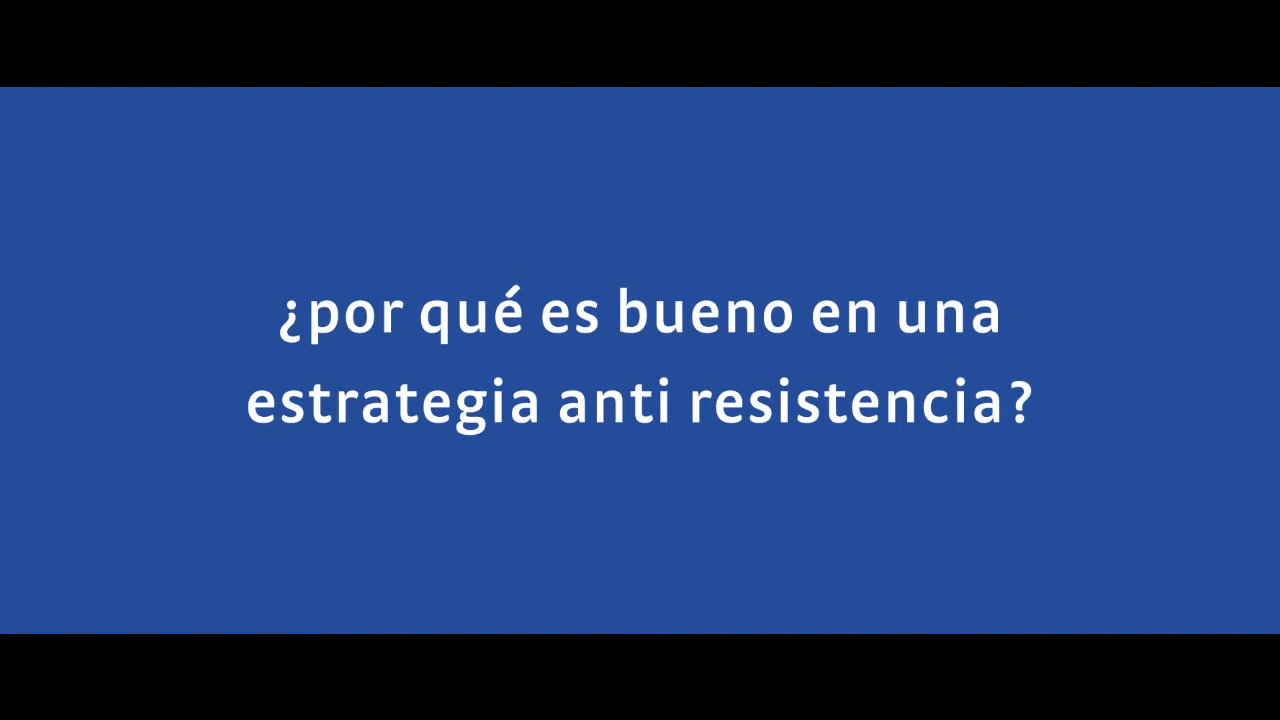 ¿por qué es bueno en una
estrategia anti resistencia?